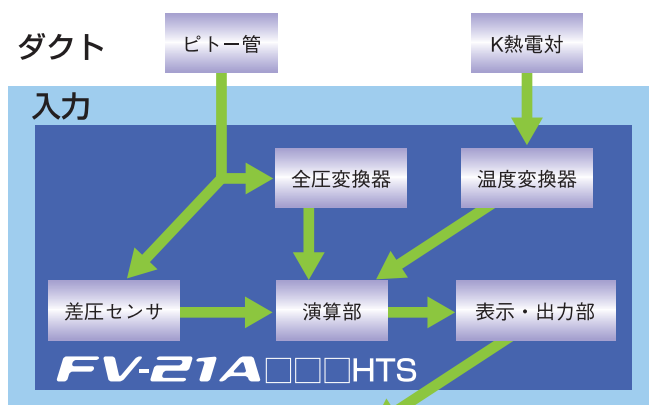 ダクト
ピトー管
K熱電対
入力
全圧変換器
温度変換器
差圧センサ
演算部
表示・出力部
FV-21A□□□HTS